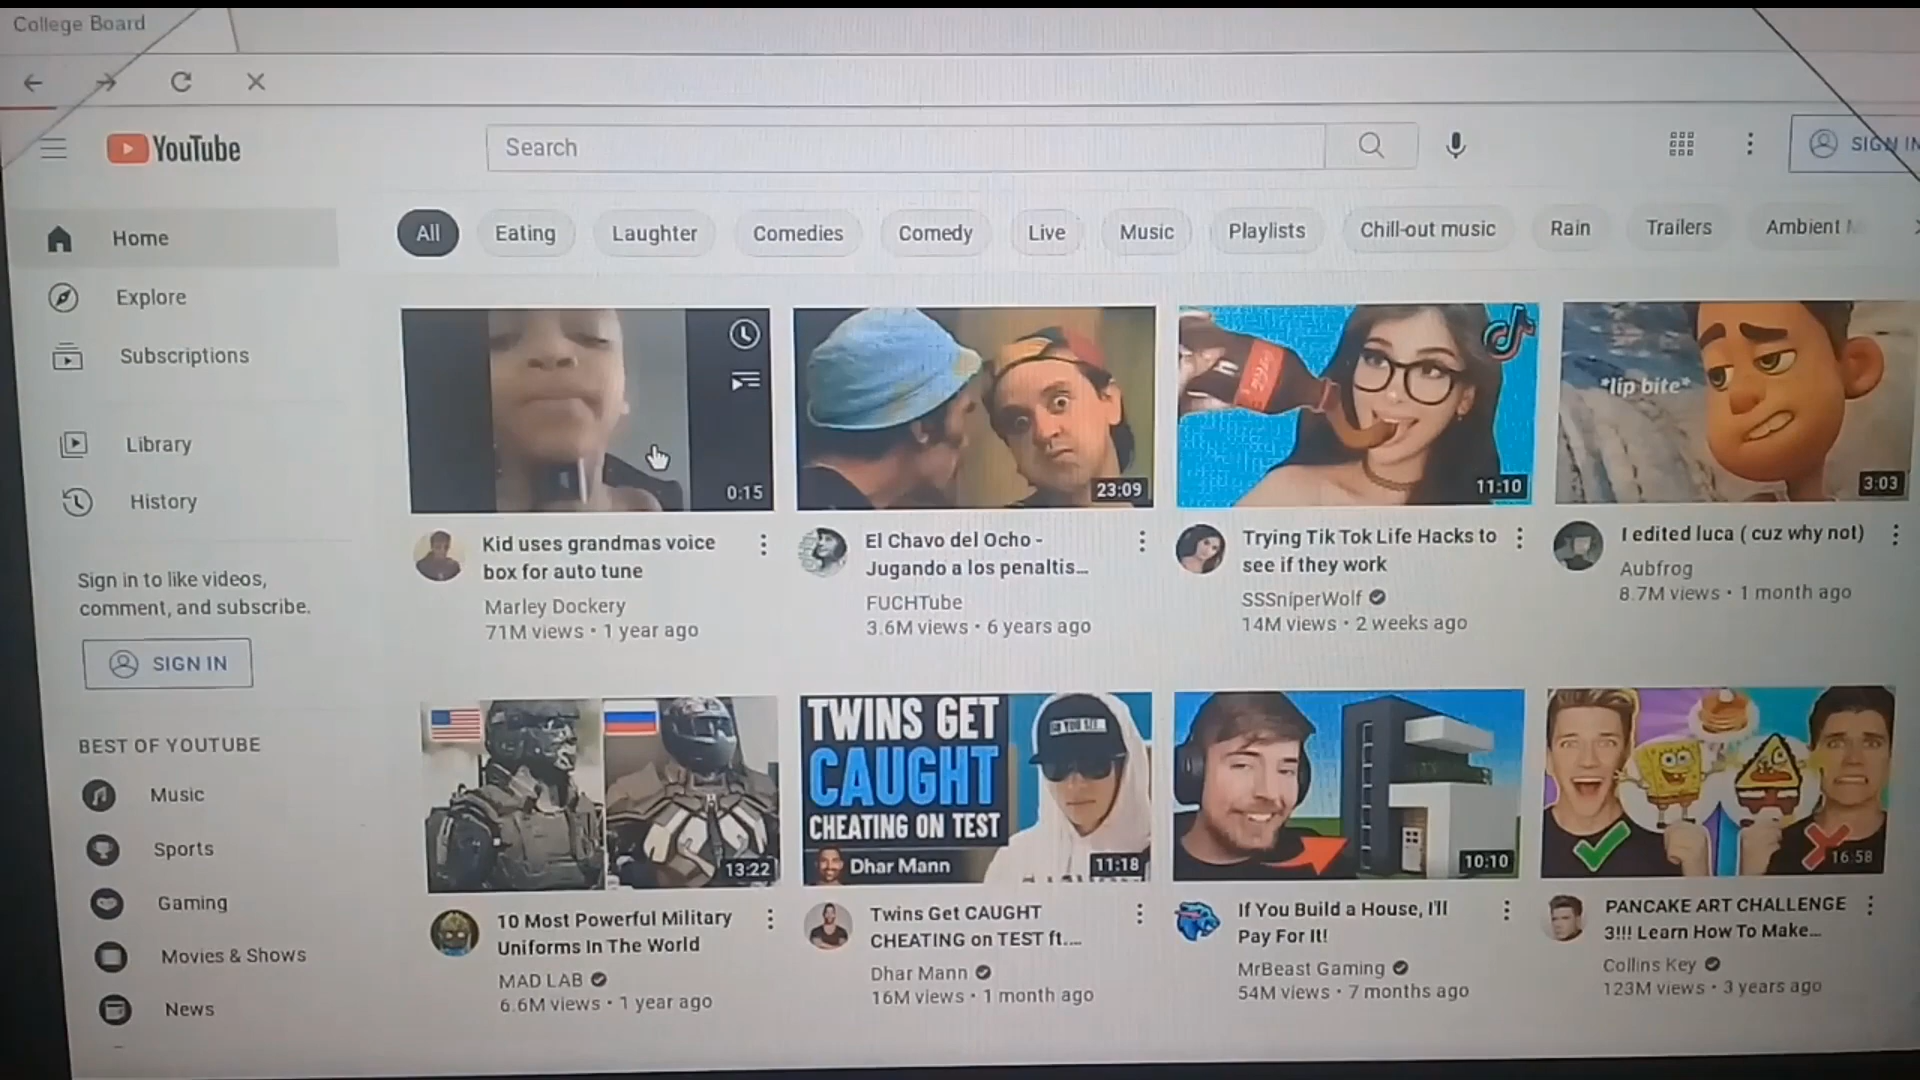 College Board
YouTube
Search
SIGN IN
All
Eating
Laughter
Comedies
Comedy
Live
Music
Playlists
Chill-out music
Rain
Trailers
Ambient
Home
Explore
Subscriptions
Library
History
Sign in to like videos,
comment, and subscribe.
SIGN IN
BEST OF YOUTUBE
Music
Sports
Gaming
Movies & Shows
News
0:15
Kid uses grandmas voice
box for auto tune
Marley Dockery
71M views • 1 year ago
23:09
El Chavo del Ocho -
Jugando a los penaltis...
FUCHTube
3.6M views • 6 years ago
11:10
Trying Tik Tok Life Hacks to
see if they work
SSSniperWolf
14M views • 2 weeks ago
*lip bite*
3:03
I edited luca ( cuz why not)
Aubfrog
8.7M views • 1 month ago
13:22
10 Most Powerful Military
Uniforms In The World
MAD LAB
6.6M views • 1 year ago
TWINS GET
CAUGHT
CHEATING ON TEST
Dhar Mann
11:18
Twins Get CAUGHT
CHEATING on TEST ft....
Dhar Mann
16M views • 1 month ago
10:10
If You Build a House, I'll
Pay For It!
MrBeast Gaming
54M views • 7 months ago
16:58
PANCAKE ART CHALLENGE
3!!! Learn How To Make...
Collins Key
123M views • 3 years ago